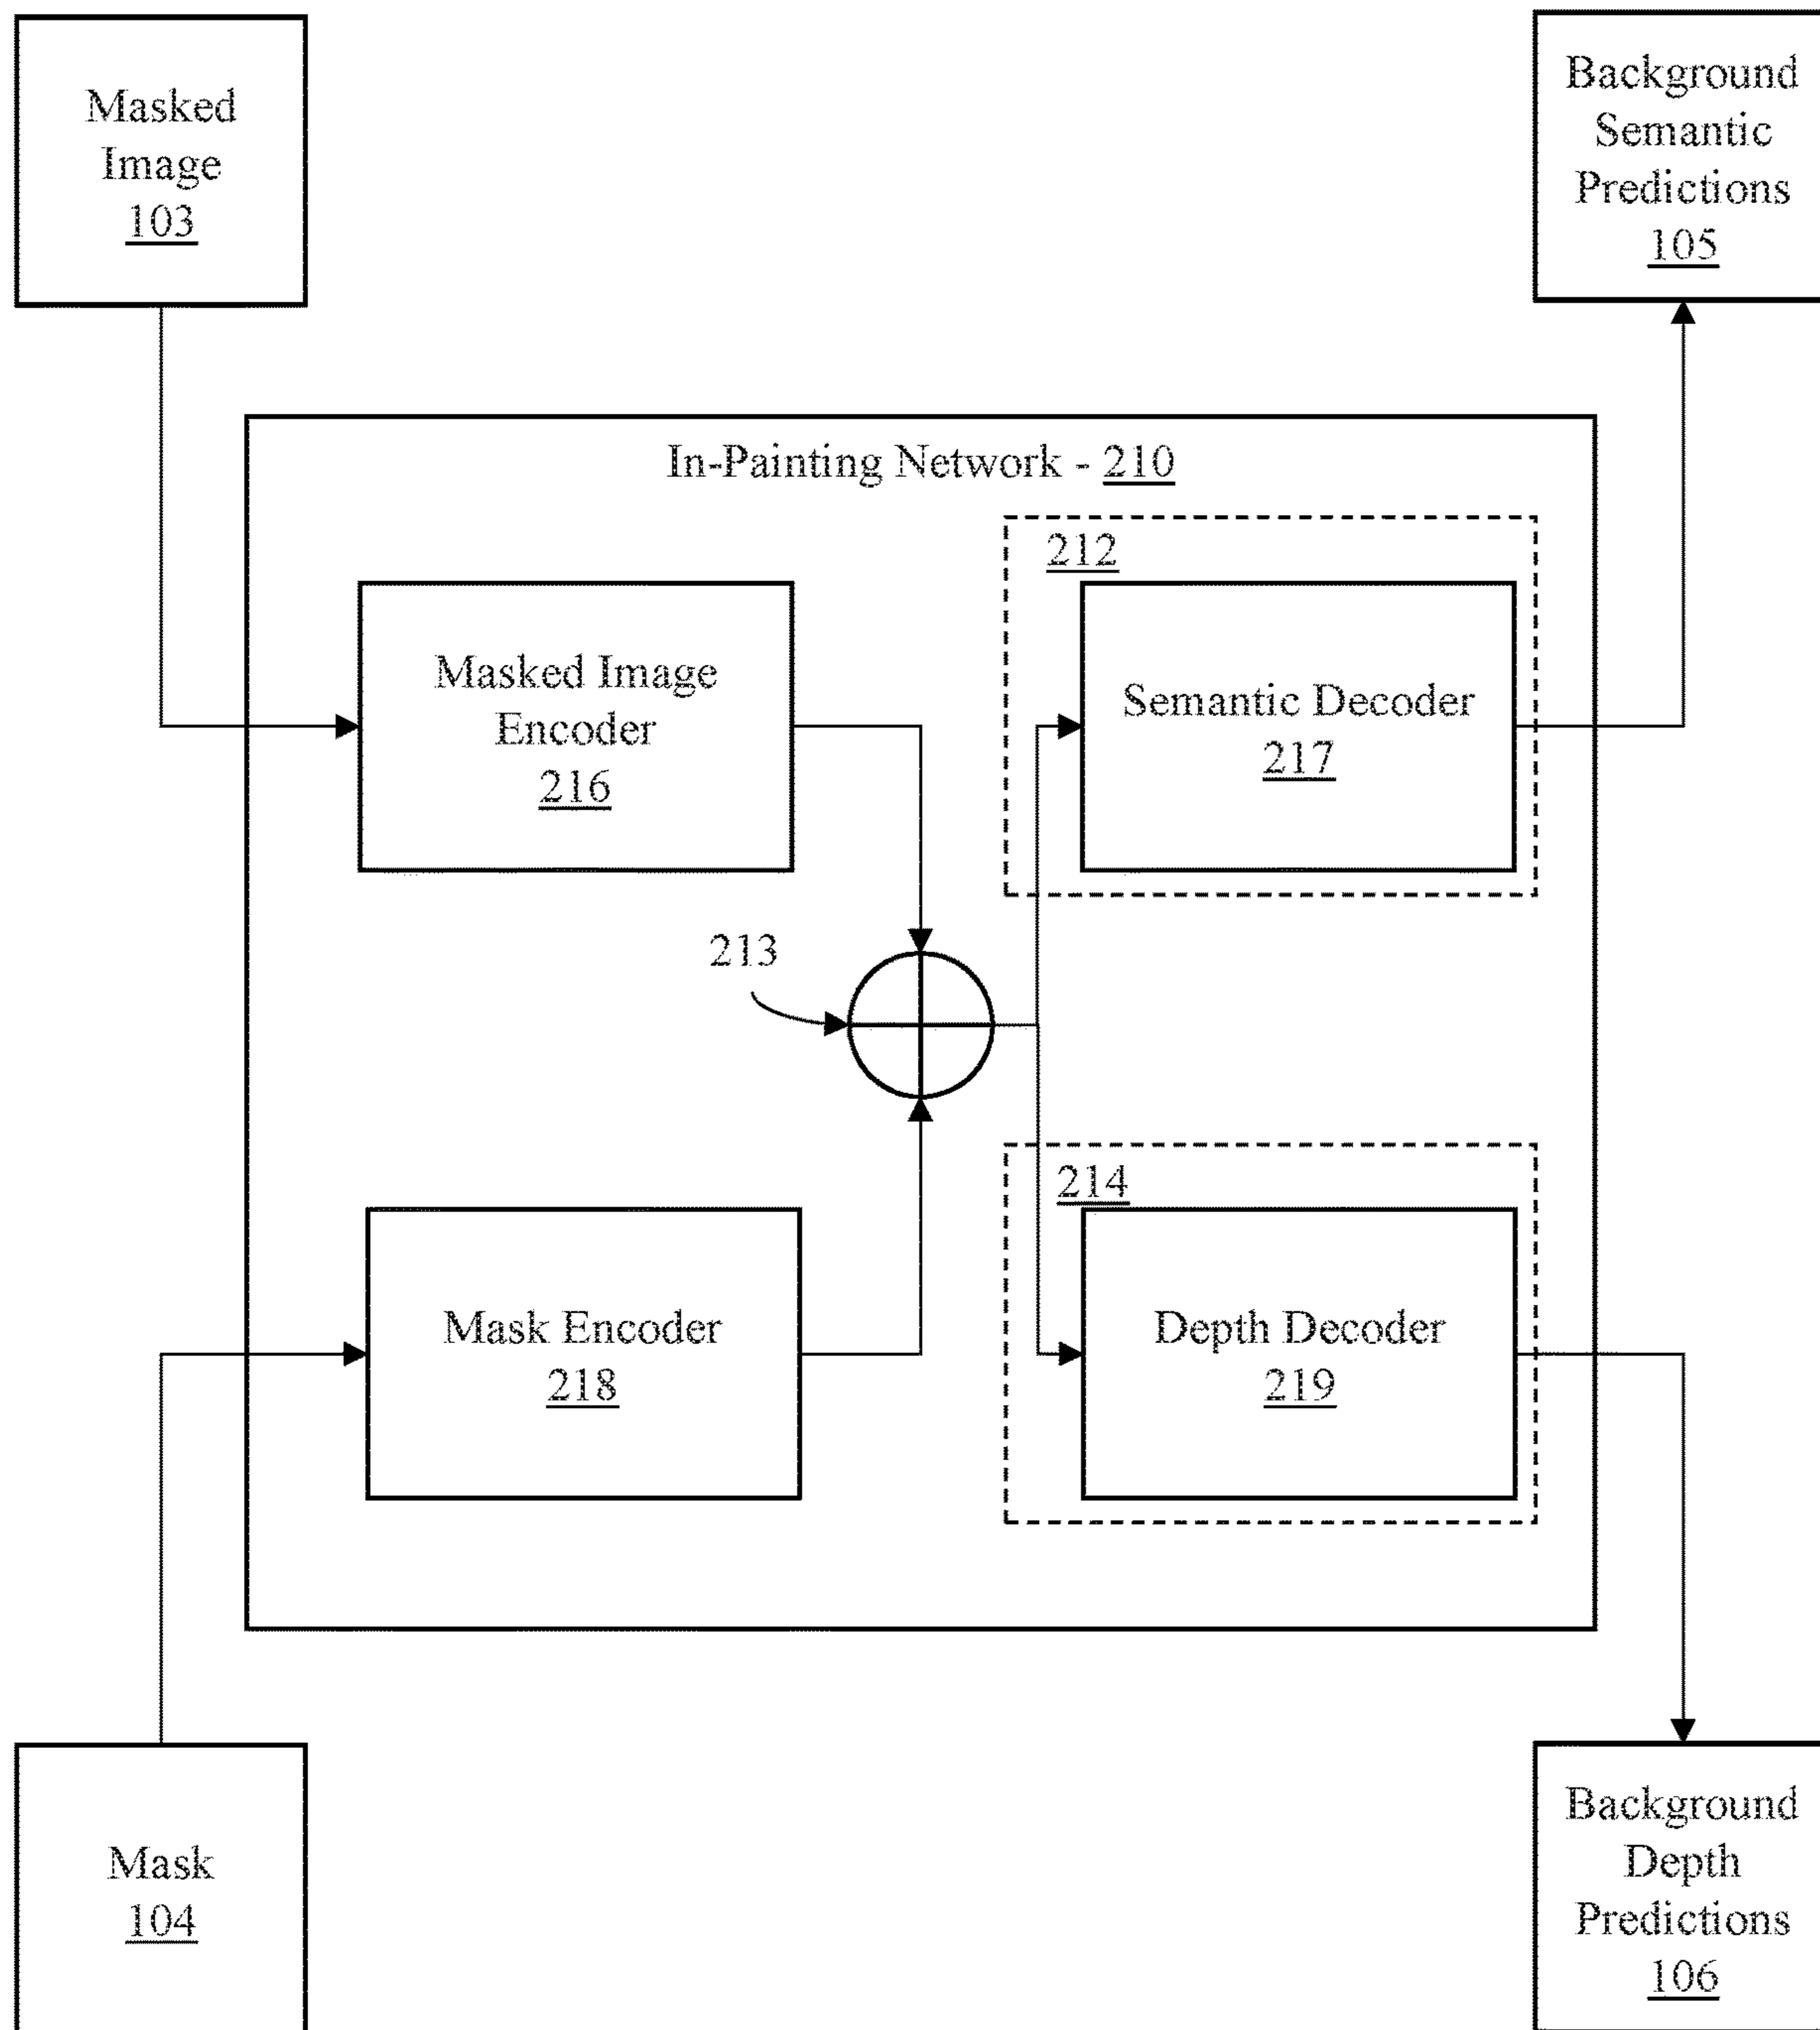 Masked
Image
103
Background
Semantic
Predictions
105
In-Painting Network - 210
212
Masked Image
Encoder
216
Semantic Decoder
217
213
214
Mask Encoder
218
Depth Decoder
219
Mask
104
Background
Depth
Predictions
106